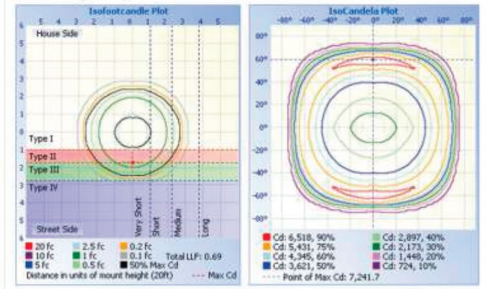 Isofootcandle Plot
6 5 4 3 2 1 0 1 2 3 4 5
House Side
Type I
Type II
Type III
Type IV
Street Side
Very Short
Short
Medium
Long
20 fc 2.5 fc 0.2 fc
10 fc 1 fc 0.1 fc Total LLF: 0.69
5 fc 0.5 fc 50% Max Cd
Distance in units of mount height (20ft) Max Cd
IsoCandela Plot
-80° -60° -40° -20° 0° 20° 40° 60° 80°
80°
60°
40°
20°
0°
-20°
-40°
-60°
-80°
Cd: 6,518, 90% Cd: 2,897, 40%
Cd: 5,431, 75% Cd: 2,173, 30%
Cd: 4,345, 60% Cd: 1,448, 20%
Cd: 3,621, 50% Cd: 724, 10%
Point of Max Cd: 7,241.7